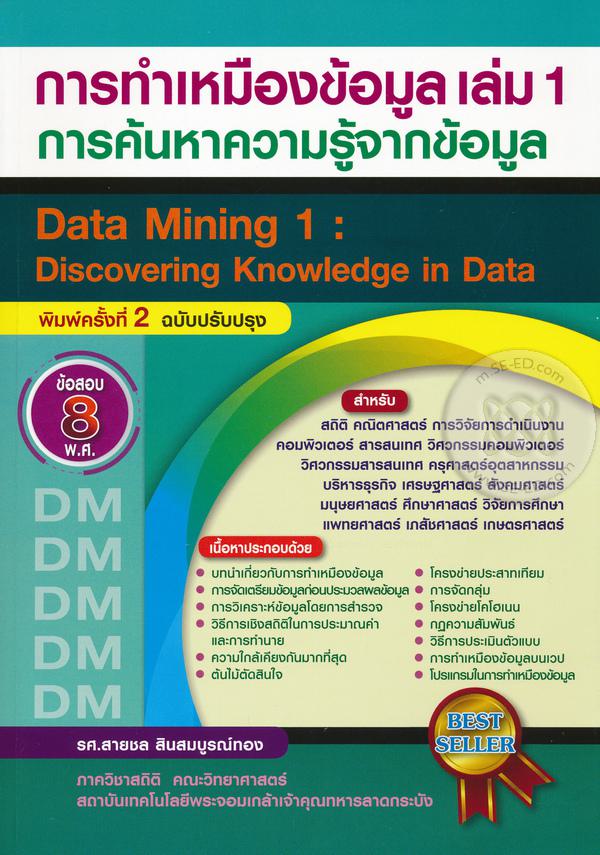 การทำเหมืองข้อมูล เล่ม 1
การค้นหาความรู้จากข้อมูล
Data Mining 1 :
Discovering Knowledge in Data
พิมพ์ครั้งที่ 2 ฉบับปรับปรุง
ข้อสอบ
8
พ.ศ.
m.SE-ED.com
สำหรับ
สถิติ คณิตศาสตร์ การวิจัยการดำเนินงาน
คอมพิวเตอร์ สารสนเทศ วิศวกรรมคอมพิวเตอร์
วิศวกรรมสารสนเทศ ครุศาสตร์อุตสาหกรรม
บริหารธุรกิจ เศรษฐศาสตร์ สังคมศาสตร์
มนุษยศาสตร์ ศึกษาศาสตร์ วิจัยการศึกษา
แพทยศาสตร์ เภสัชศาสตร์ เกษตรศาสตร์
DM
DM
DM
DM
DM
เนื้อหาประกอบด้วย
• บทนำเกี่ยวกับการทำเหมืองข้อมูล
• การจัดเตรียมข้อมูลก่อนประมวลผลข้อมูล
• การวิเคราะห์ข้อมูลโดยการสำรวจ
• วิธีการเชิงสถิติในการประมาณค่า
และการทำนาย
• ความใกล้เคียงกันมากที่สุด
• ต้นไม้ตัดสินใจ
• โครงข่ายประสาทเทียม
• การจัดกลุ่ม
• โครงข่ายโคโฮเนน
• กฎความสัมพันธ์
• วิธีการประเมินตัวแบบ
• การทำเหมืองข้อมูลบนเวป
• โปรแกรมในการทำเหมืองข้อมูล
BEST
SELLER
รศ.สายชล สินสมบูรณ์ทอง
ภาควิชาสถิติ คณะวิทยาศาสตร์
สถาบันเทคโนโลยีพระจอมเกล้าเจ้าคุณทหารลาดกระบัง